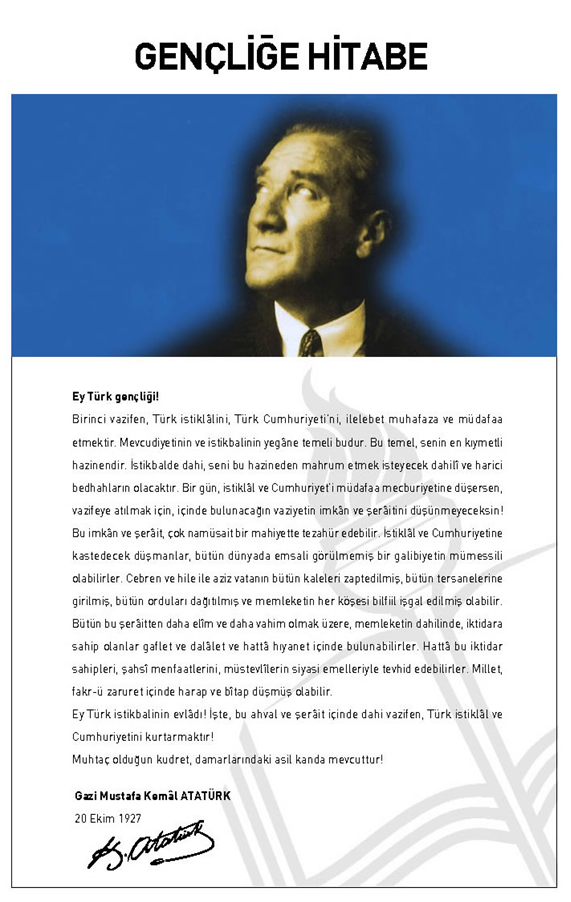 GENÇLİĞE HİTABE
Ey Türk gençliği!
Birinci vazifen, Türk istiklâlini, Türk Cumhuriyeti'ni, ilelebet muhafaza ve müdafaa
etmektir. Mevcudiyetinin ve istikbalinin yegâne temeli budur. Bu temel, senin en kıymetli
hazinendir. İstikbalde dahi, seni bu hazineden mahrum etmek isteyecek dahilî ve harici
bedhahların olacaktır. Bir gün, istiklâl ve Cumhuriyet'i müdafaa mecburiyetine düşersen,
vazifeye atılmak için, içinde bulunacağın vaziyetin imkân ve şerâitini düşünmeyeceksin!
Bu imkân ve şerâit, çok namüsait bir mahiyette tezahür edebilir. İstiklâl ve Cumhuriyetine
kastedecek düşmanlar, bütün dünyada emsali görülmemiş bir galibiyetin mümessili
olabilirler. Cebren ve hile ile aziz vatanın bütün kaleleri zaptedilmiş, bütün tersanelerine
girilmiş, bütün orduları dağıtılmış ve memleketin her köşesi bilfiil işgal edilmiş olabilir.
Bütün bu şerâitten daha elîm ve daha vahim olmak üzere, memleketin dahilinde, iktidara
sahip olanlar gaflet ve dalâlet ve hattâ hıyanet içinde bulunabilirler. Hattâ bu iktidar
sahipleri, şahsî menfaatlerini, müstevlîlerin siyasi emelleriyle tevhid edebilirler. Millet,
fakr-ü zaruret içinde harap ve bîtap düşmüş olabilir.
Ey Türk istikbalinin evlâdı! İşte, bu ahval ve şerâit içinde dahi vazifen, Türk istiklâl ve
Cumhuriyetini kurtarmaktır!
Muhtaç olduğun kudret, damarlarındaki asil kanda mevcuttur!
Gazi Mustafa Kemâl ATATÜRK
20 Ekim 1927
K. Atatürk